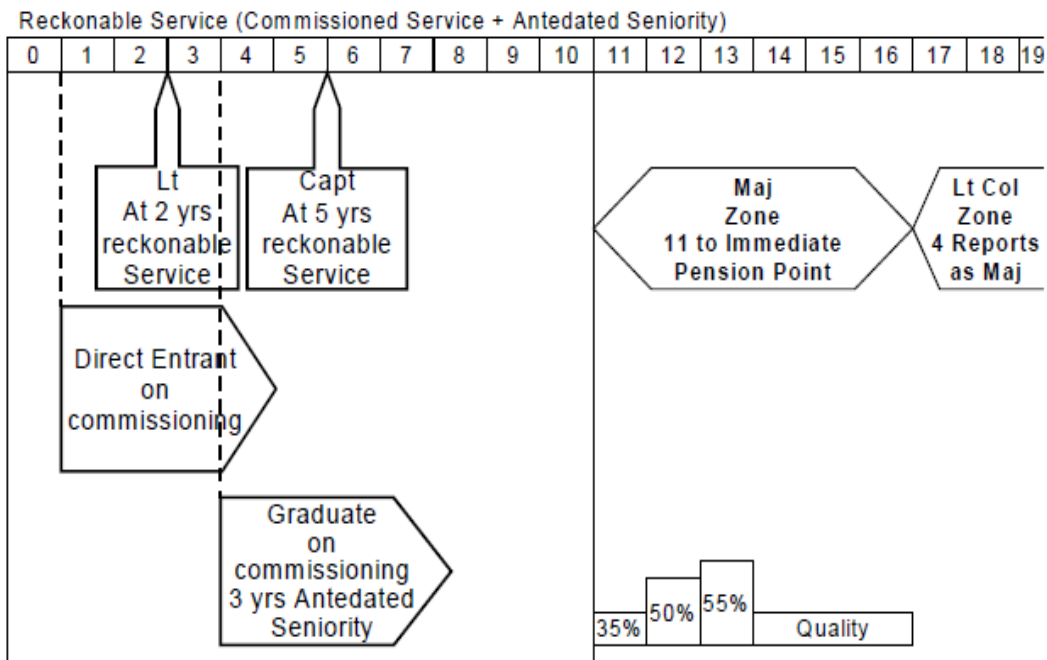 Reckonable Service (Commissioned Service + Antedated Seniority)
0 1 2 3 4 5 6 7 8 9 10 11 12 13 14 15 16 17 18 19
Lt
At 2 yrs
reckonable
Service
Capt
At 5 yrs
reckonable
Service
Maj
Zone
11 to Immediate
Pension Point
Lt Col
Zone
4 Reports
as Maj
Direct Entrant
on
commissioning
Graduate
on
commissioning
3 yrs Antedated
Seniority
35% 50% 55% Quality